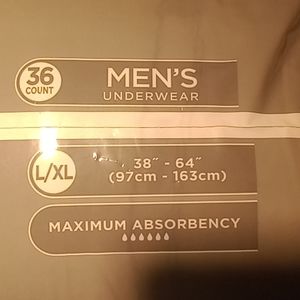 36
COUNT
MEN'S
UNDERWEAR
L/XL
38" - 64"
(97cm - 163cm)
MAXIMUM ABSORBENCY